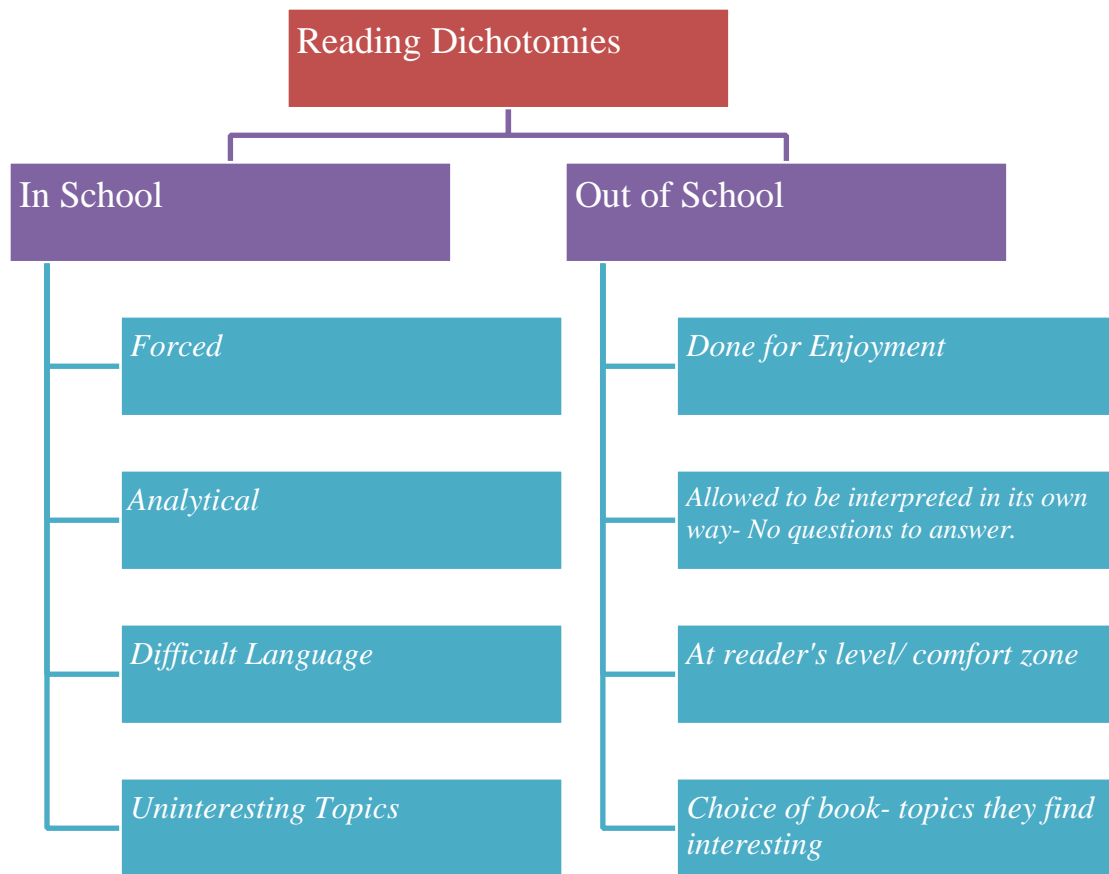 Reading Dichotomies
In School
Out of School
Forced
Done for Enjoyment
Analytical
Allowed to be interpreted in its own
way- No questions to answer.
Difficult Language
At reader's level/ comfort zone
Uninteresting Topics
Choice of book- topics they find
interesting